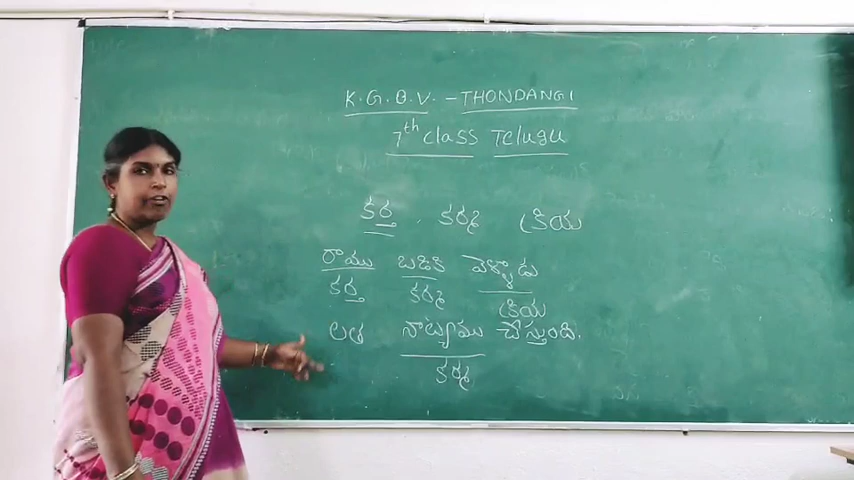 K.G.B.V. - THONDANGI
7th class Telugu
కర్త . కర్మ క్రియ
రాము బడికి వెళ్ళాడు
కర్త కర్మ క్రియ
లత నాట్యము చేస్తుంది.
కర్మ